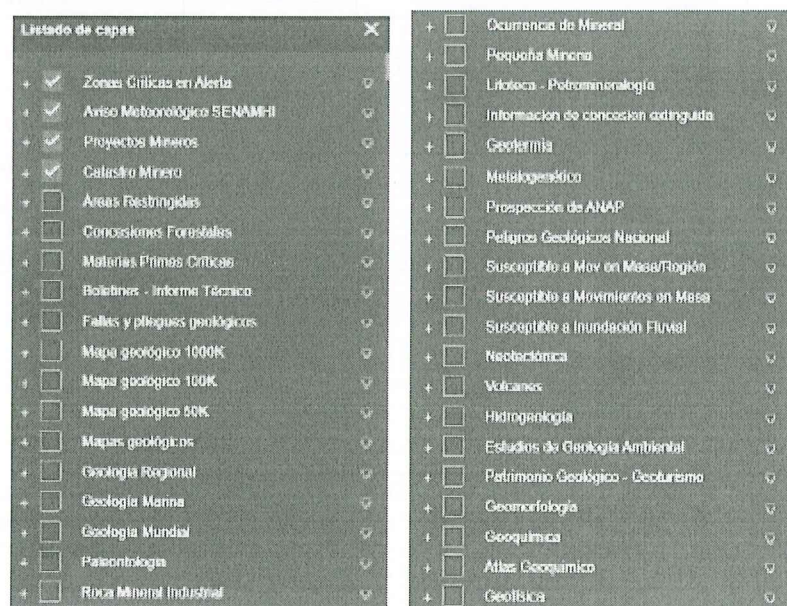 Listado de capas
Zonas Críticas en Alerta
Aviso Meteorológico SENAMHI
Proyectos Mineros
Catastro Minero
Áreas Restringidas
Concesiones Forestales
Materias Primas Críticas
Boletines - Informe Técnico
Fallas y pliegues geológicos
Mapa geológico 1000K
Mapa geológico 100K
Mapa geológico 50K
Mapas geológicos
Geología Regional
Geología Marina
Geología Mundial
Paleontología
Roca Mineral Industrial
Ocurrencia de Mineral
Pequeña Minería
Litoteca - Petromineralogía
Informacion de concesion extinguida
Geotermia
Metalogenético
Prospección de ANAP
Peligros Geológicos Nacional
Susceptible a Mov en Masa/Región
Susceptible a Movimientos en Masa
Susceptible a Inundación Fluvial
Neotectónica
Volcanes
Hidrogeología
Estudios de Geología Ambiental
Patrimonio Geológico - Geoturismo
Geomorfología
Geoquímica
Atlas Geoquímico
Geofísica